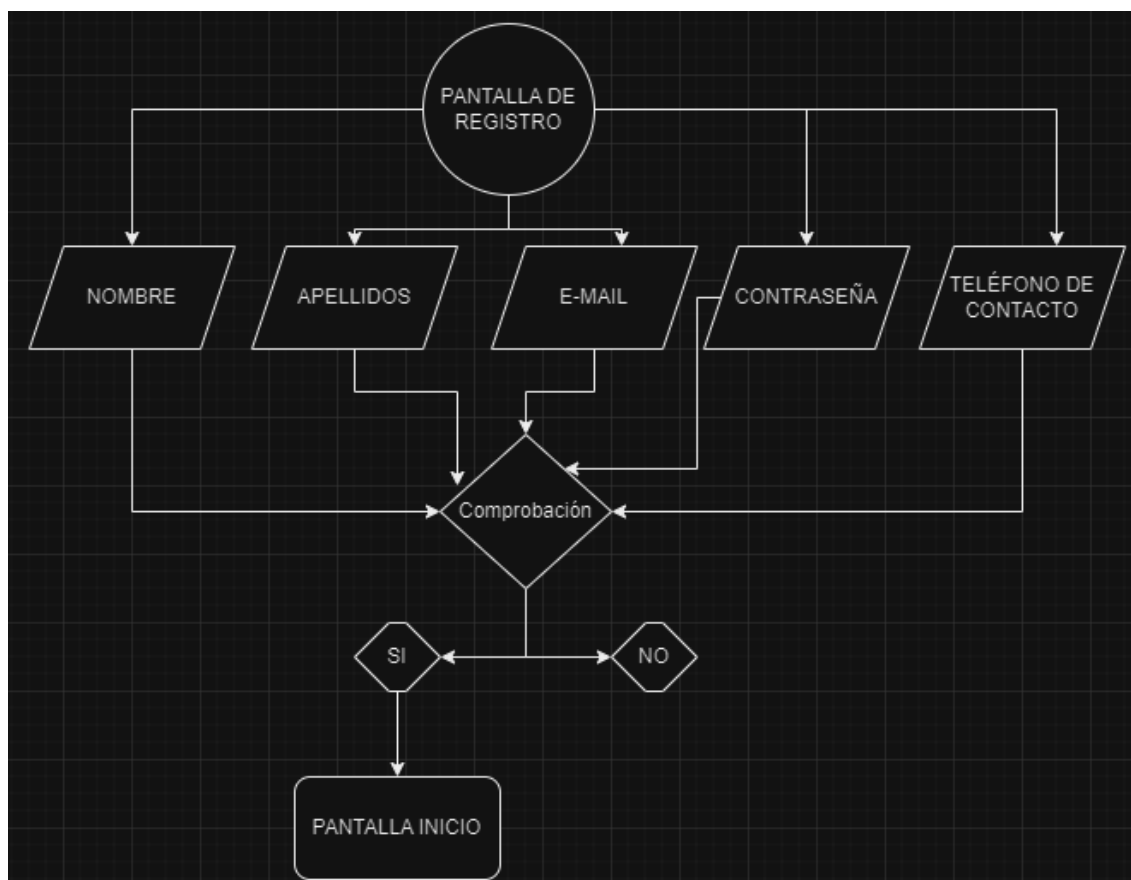 PANTALLA DE
REGISTRO
NOMBRE
APELLIDOS
E-MAIL
CONTRASEÑA
TELÉFONO DE
CONTACTO
Comprobación
SI
NO
PANTALLA INICIO